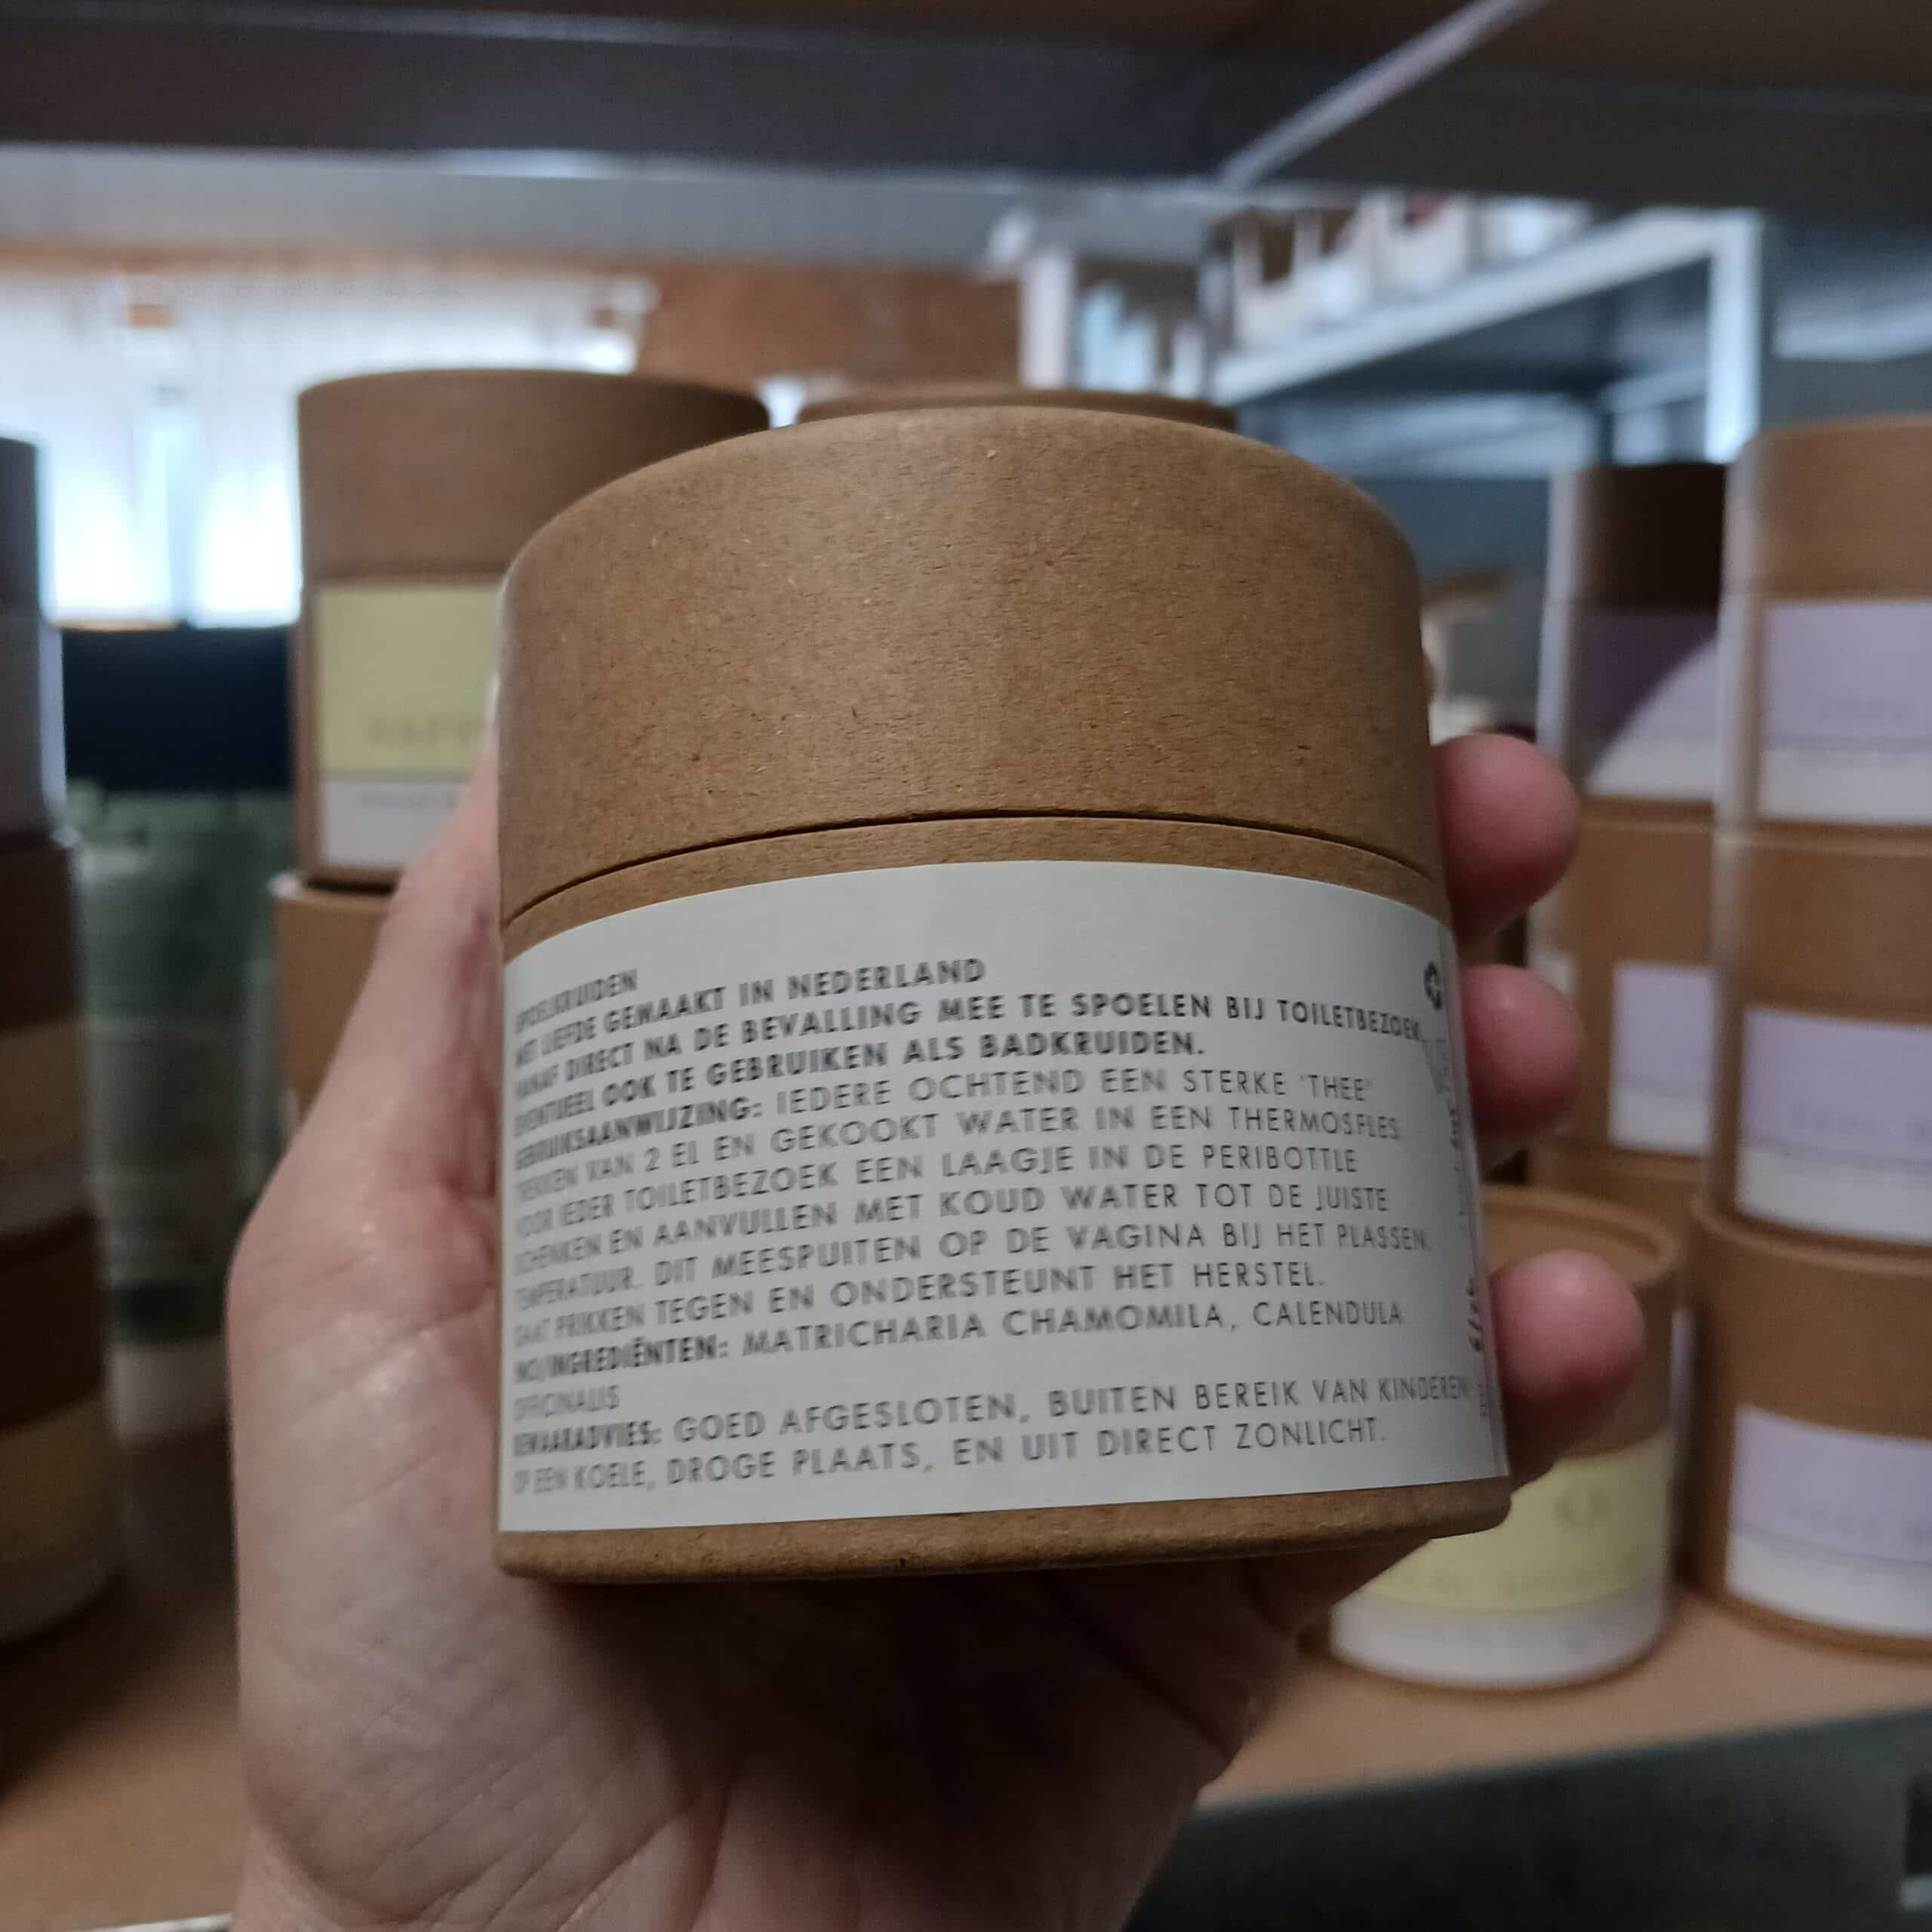 SPOELKRUIDEN
MET LIEFDE GEMAAKT IN NEDERLAND
VANAF DIRECT NA DE BEVALLING MEE TE SPOELEN BIJ TOILETBEZOEK.
EVENTUEEL OOK TE GEBRUIKEN ALS BADKRUIDEN.
GEBRUIKSAANWIJZING: IEDERE OCHTEND EEN STERKE 'THEE'
TREKKEN VAN 2 EL EN GEKOOKT WATER IN EEN THERMOSFLES.
VOOR IEDER TOILETBEZOEK EEN LAAGJE IN DE PERIBOTTLE
SCHENKEN EN AANVULLEN MET KOUD WATER TOT DE JUISTE
TEMPERATUUR. DIT MEESPUITEN OP DE VAGINA BIJ HET PLASSEN.
GAAT PRIKKEN TEGEN EN ONDERSTEUNT HET HERSTEL.
INCI/INGREDIËNTEN: MATRICHARIA CHAMOMILA, CALENDULA
OFFICINALIS
BEWAARADVIES: GOED AFGESLOTEN, BUITEN BEREIK VAN KINDEREN,
OP EEN KOELE, DROGE PLAATS, EN UIT DIRECT ZONLICHT.